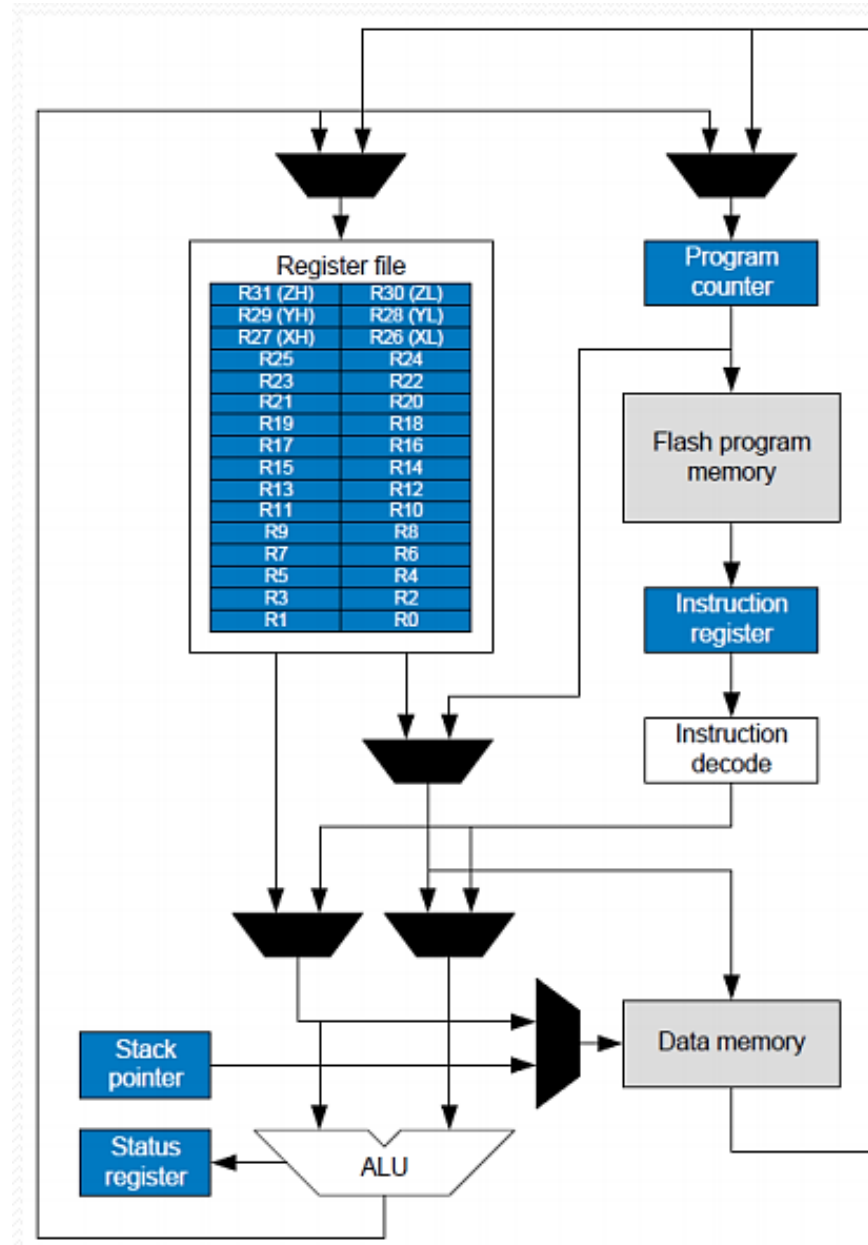 Register file
R31 (ZH) R30 (ZL)
R29 (YH) R28 (YL)
R27 (XH) R26 (XL)
R25 R24
R23 R22
R21 R20
R19 R18
R17 R16
R15 R14
R13 R12
R11 R10
R9 R8
R7 R6
R5 R4
R3 R2
R1 R0
Program
counter
Flash program
memory
Instruction
register
Instruction
decode
Stack
pointer
Data memory
Status
register
ALU